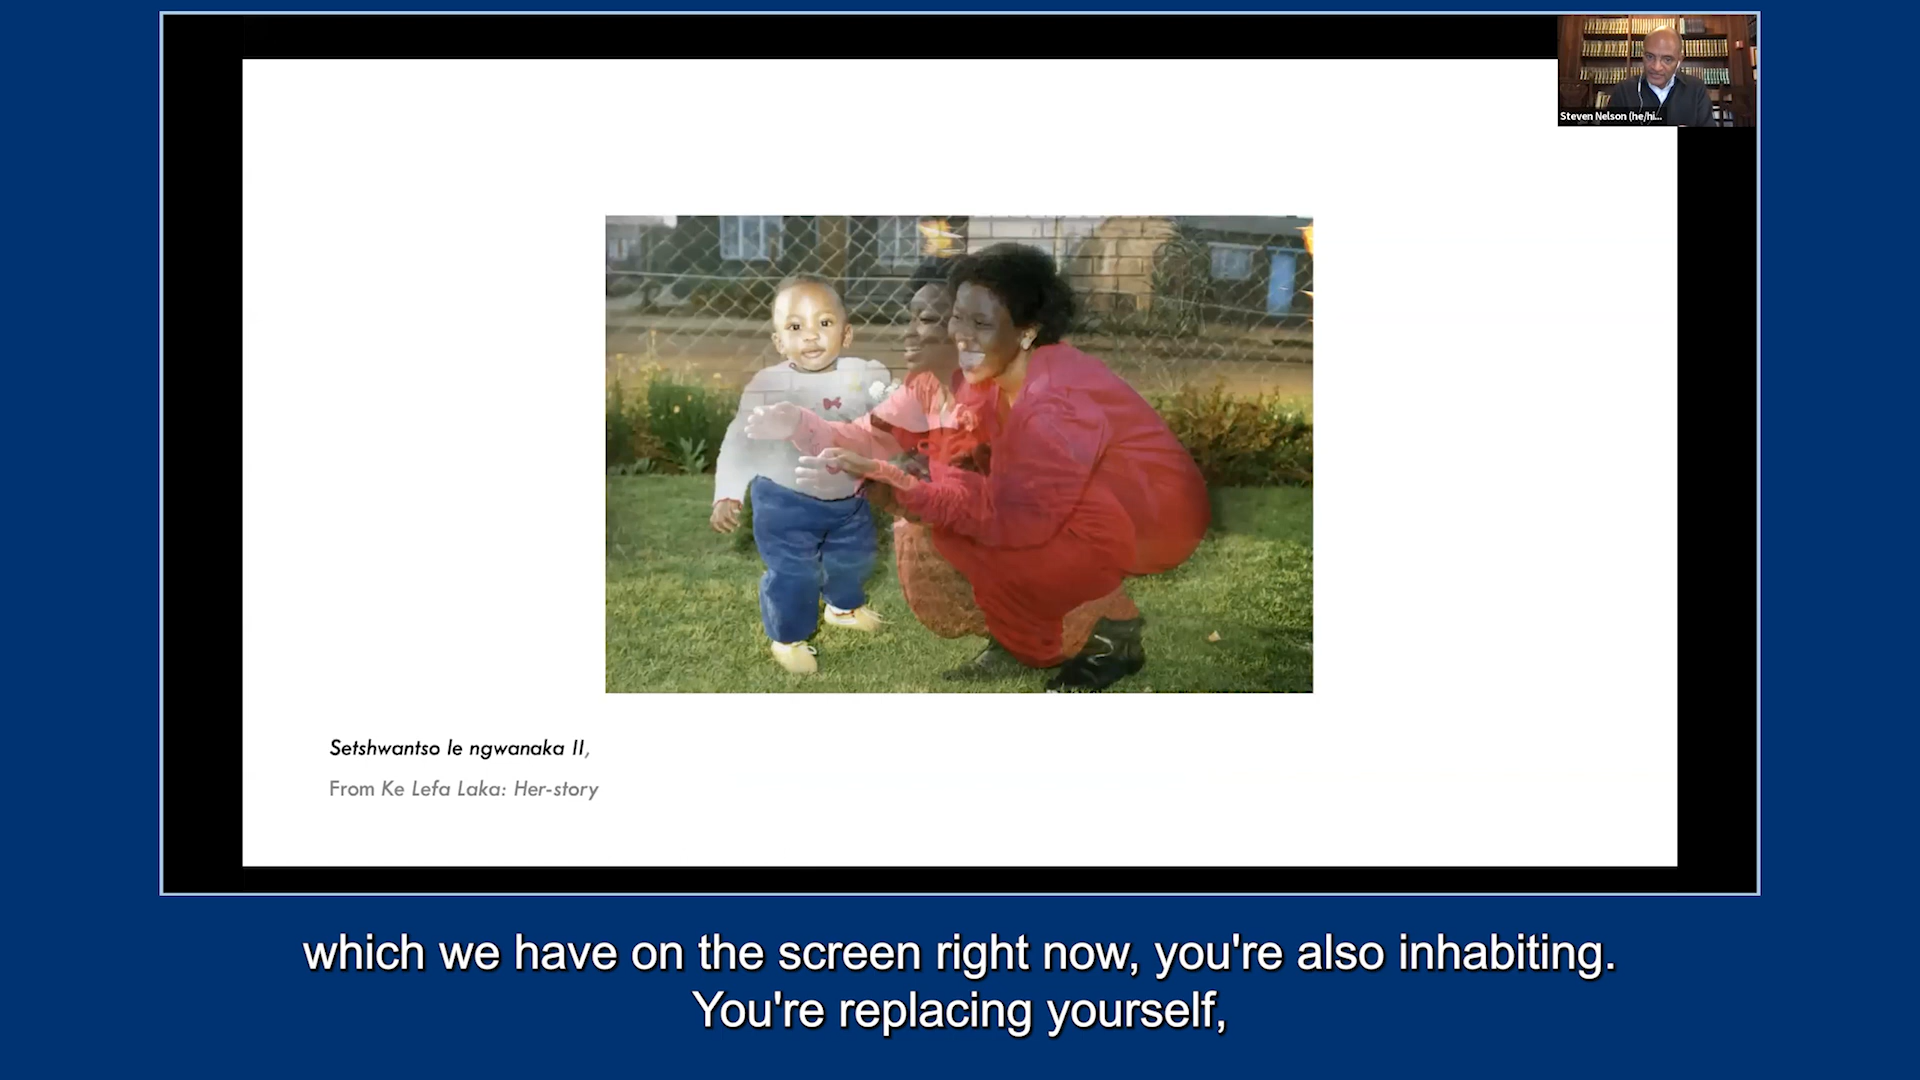 Steven Nelson (he/hi...
Setshwantso le ngwanaka II,
From Ke Lefa Laka: Her-story
which we have on the screen right now, you're also inhabiting.
You're replacing yourself,